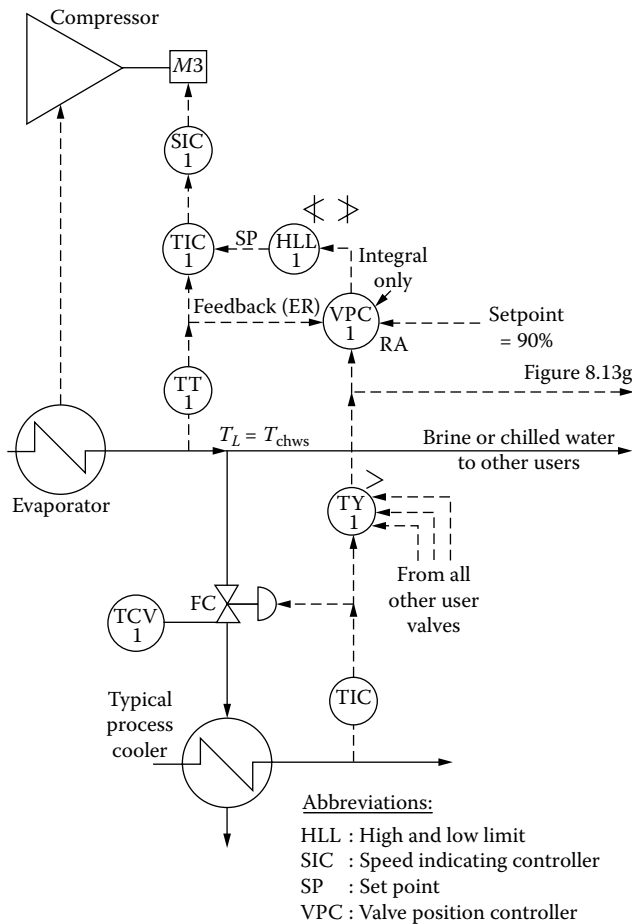 Compressor
M3
SIC
1
TIC
1
SP
HLL
1
Integral
only
Feedback (ER)
VPC
1
RA
Setpoint
= 90%
TT
1
Figure 8.13g
T_L = T_chws
Brine or chilled water
to other users
Evaporator
>
TY
1
From all
other user
valves
FC
TCV
1
TIC
Typical
process
cooler
Abbreviations:
HLL : High and low limit
SIC : Speed indicating controller
SP : Set point
VPC : Valve position controller